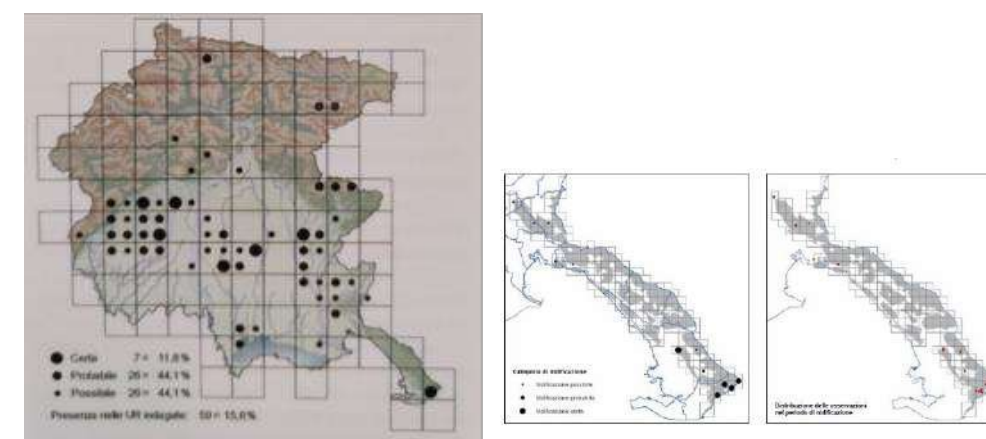 Certa 7 = 11,8 %
Probabile 26 = 44,1 %
Possibile 26 = 44,1 %
Presenza nelle UR indagate: 59 = 15,6 %
Categoria di nidificazione
Nidificazione possibile
Nidificazione probabile
Nidificazione certa
Distribuzione delle osservazioni
nel periodo di nidificazione